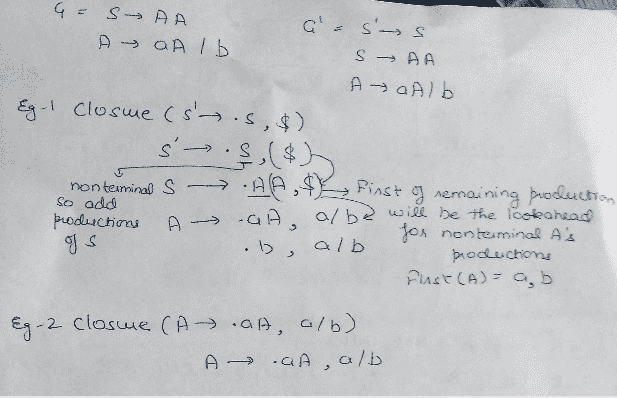 G = S → AA
A → aA / b
G' = S' → S
S → AA
A → aA/b
Eg-1 Closure (S' → .S, $)
S' → .S, ($)
nonterminal S → .A(A, $)
so add
productions
of S
A → .aA, a/b
.b, a/b
First of remaining production
will be the lookahead
for nonterminal A's
productions
First(A) = a, b
Eg-2 Closure (A → .aA, a/b)
A → .aA, a/b